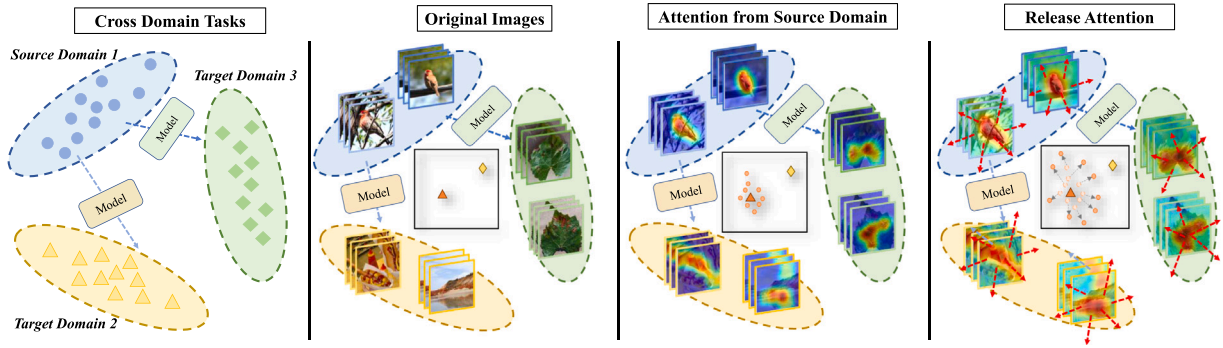 Cross Domain Tasks
Source Domain 1
Target Domain 3
Model
Model
Target Domain 2
Original Images
Model
Model
Attention from Source Domain
Model
Model
Release Attention
Model
Model